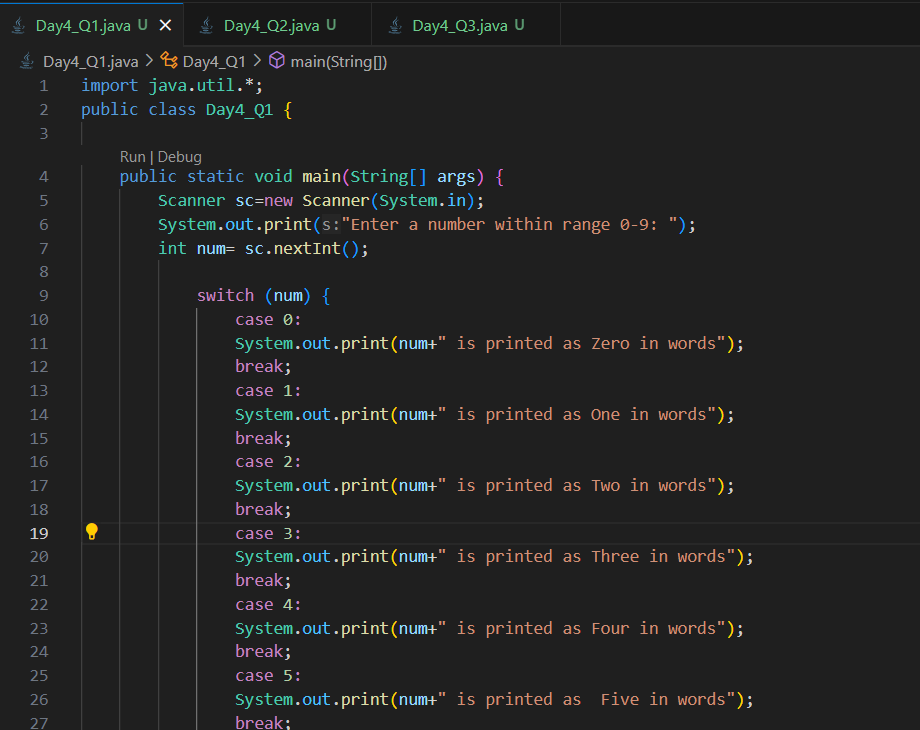 Day4_Q1.java U × Day4_Q2.java U Day4_Q3.java U
Day4_Q1.java > Day4_Q1 > main(String[])
1 import java.util.*;
2 public class Day4_Q1 {
3
Run | Debug
4 public static void main(String[] args) {
5 Scanner sc=new Scanner(System.in);
6 System.out.print(s:"Enter a number within range 0-9: ");
7 int num= sc.nextInt();
8
9 switch (num) {
10 case 0:
11 System.out.print(num+" is printed as Zero in words");
12 break;
13 case 1:
14 System.out.print(num+" is printed as One in words");
15 break;
16 case 2:
17 System.out.print(num+" is printed as Two in words");
18 break;
19 case 3:
20 System.out.print(num+" is printed as Three in words");
21 break;
22 case 4:
23 System.out.print(num+" is printed as Four in words");
24 break;
25 case 5:
26 System.out.print(num+" is printed as  Five in words");
27 break;